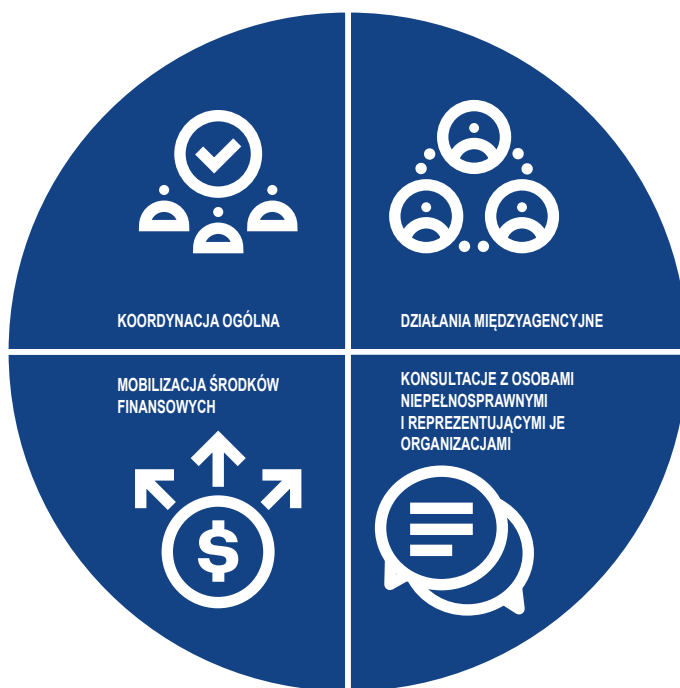 KOORDYNACJA OGÓLNA
DZIAŁANIA MIĘDZYAGENCYJNE
MOBILIZACJA ŚRODKÓW
FINANSOWYCH
KONSULTACJE Z OSOBAMI
NIEPEŁNOSPRAWNYMI
I REPREZENTUJĄCYMI JE
ORGANIZACJAMI
$